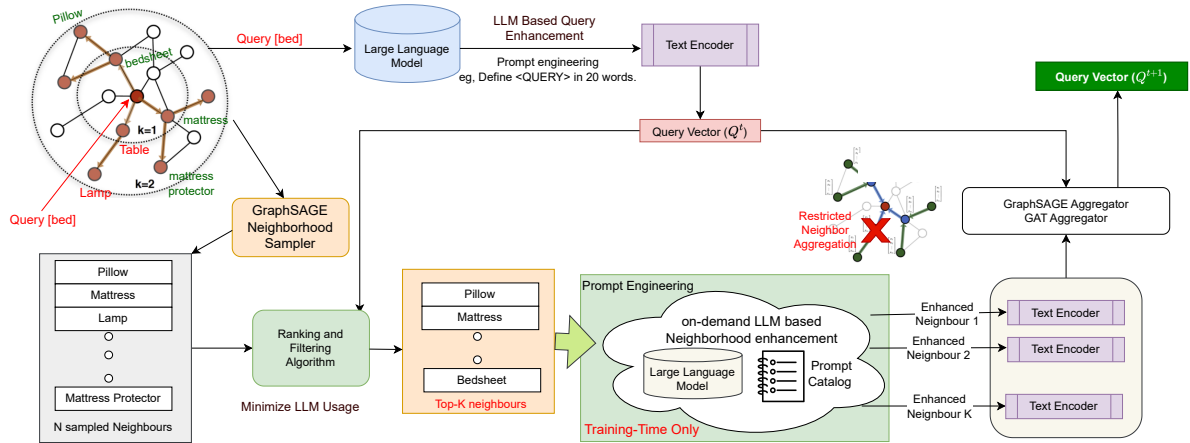 Pillow
bedsheet
mattress
k=1
Table
k=2
mattress
protector
Lamp
Query [bed]
Query [bed]
Large Language
Model
LLM Based Query
Enhancement
Prompt engineering
eg, Define <QUERY> in 20 words.
Text Encoder
Query Vector (Q^t)
Query Vector (Q^{t+1})
GraphSAGE Aggregator
GAT Aggregator
Restricted
Neighbor
Aggregation
GraphSAGE
Neighborhood
Sampler
Pillow
Mattress
Lamp
Mattress Protector
N sampled Neighbours
Ranking and
Filtering
Algorithm
Minimize LLM Usage
Pillow
Mattress
Bedsheet
Top-K neighbours
Prompt Engineering
on-demand LLM based
Neighborhood enhancement
Large Language
Model
Prompt
Catalog
Training-Time Only
Enhanced
Neignbour 1
Enhanced
Neignbour 2
Enhanced
Neignbour K
Text Encoder
Text Encoder
Text Encoder